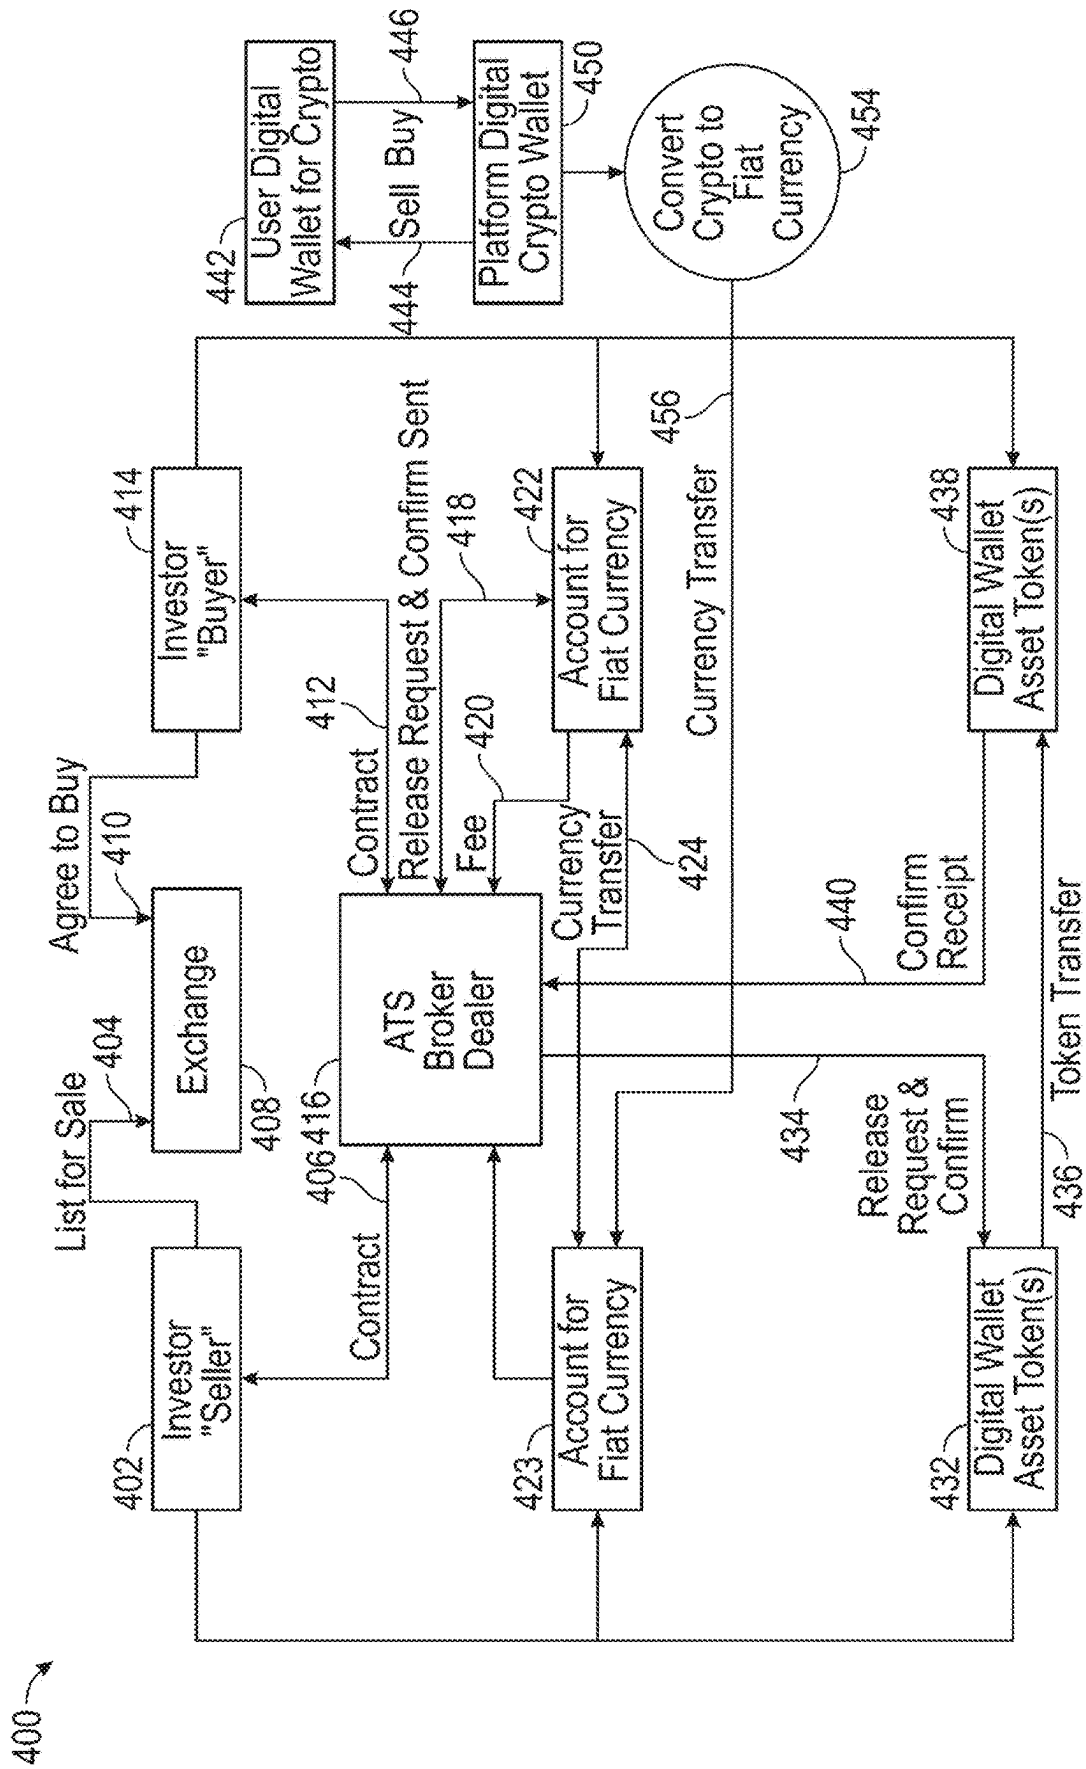 400
402
Investor
"Seller"
List for Sale
404
Exchange
408
Agree to Buy
410
Investor
"Buyer"
414
442
User Digital
Wallet for Crypto
444
Sell
Buy
446
Platform Digital
Crypto Wallet
450
Convert
Crypto to
Fiat
Currency
454
Contract
406
416
ATS
Broker
Dealer
Contract
412
Release Request & Confirm Sent
418
Fee
420
423
Account for
Fiat Currency
Currency
Transfer
424
422
Account for
Fiat Currency
Currency Transfer
456
432
Digital Wallet
Asset Token(s)
Release
Request &
Confirm
434
440
Confirm
Receipt
436
Token Transfer
438
Digital Wallet
Asset Token(s)